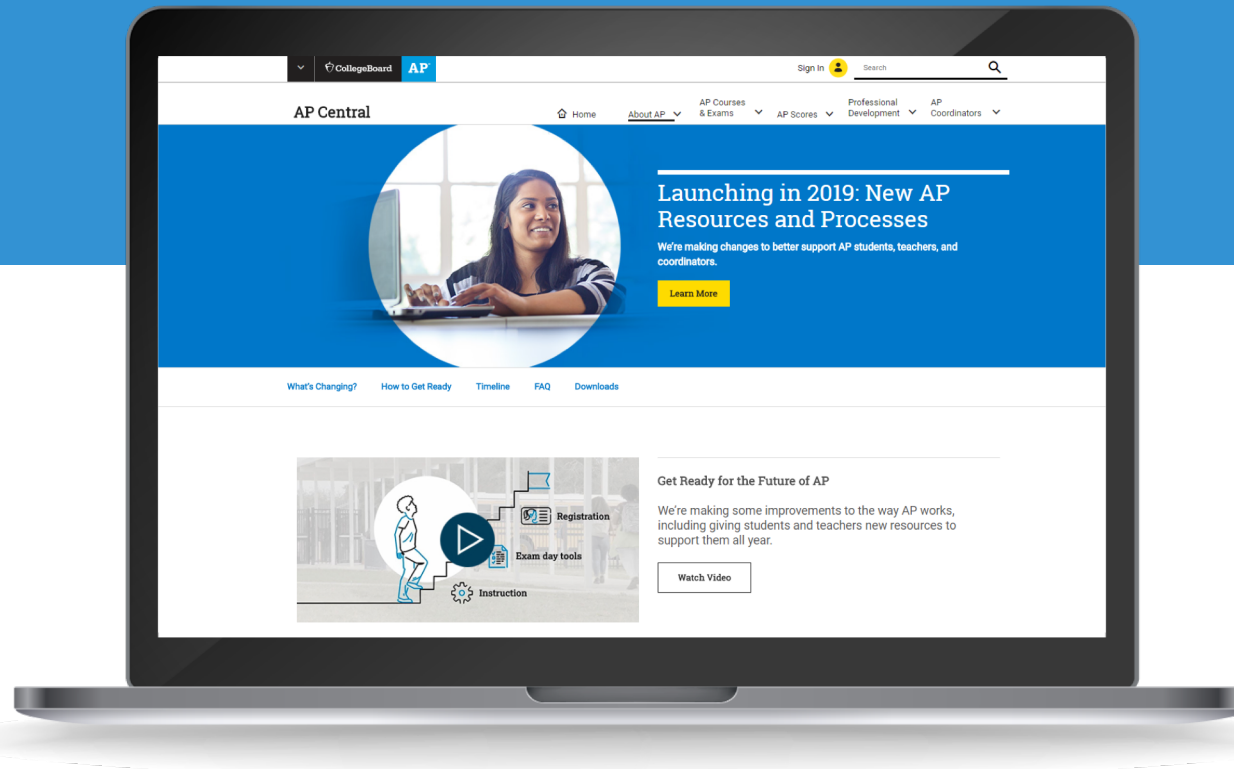 CollegeBoard AP
Sign In Search
AP Central
Home
About AP
AP Courses
& Exams
AP Scores
Professional
Development
AP
Coordinators
Launching in 2019: New AP
Resources and Processes
We're making changes to better support AP students, teachers, and
coordinators.
Learn More
What's Changing? How to Get Ready Timeline FAQ Downloads
Registration
Exam day tools
Instruction
Get Ready for the Future of AP
We're making some improvements to the way AP works,
including giving students and teachers new resources to
support them all year.
Watch Video